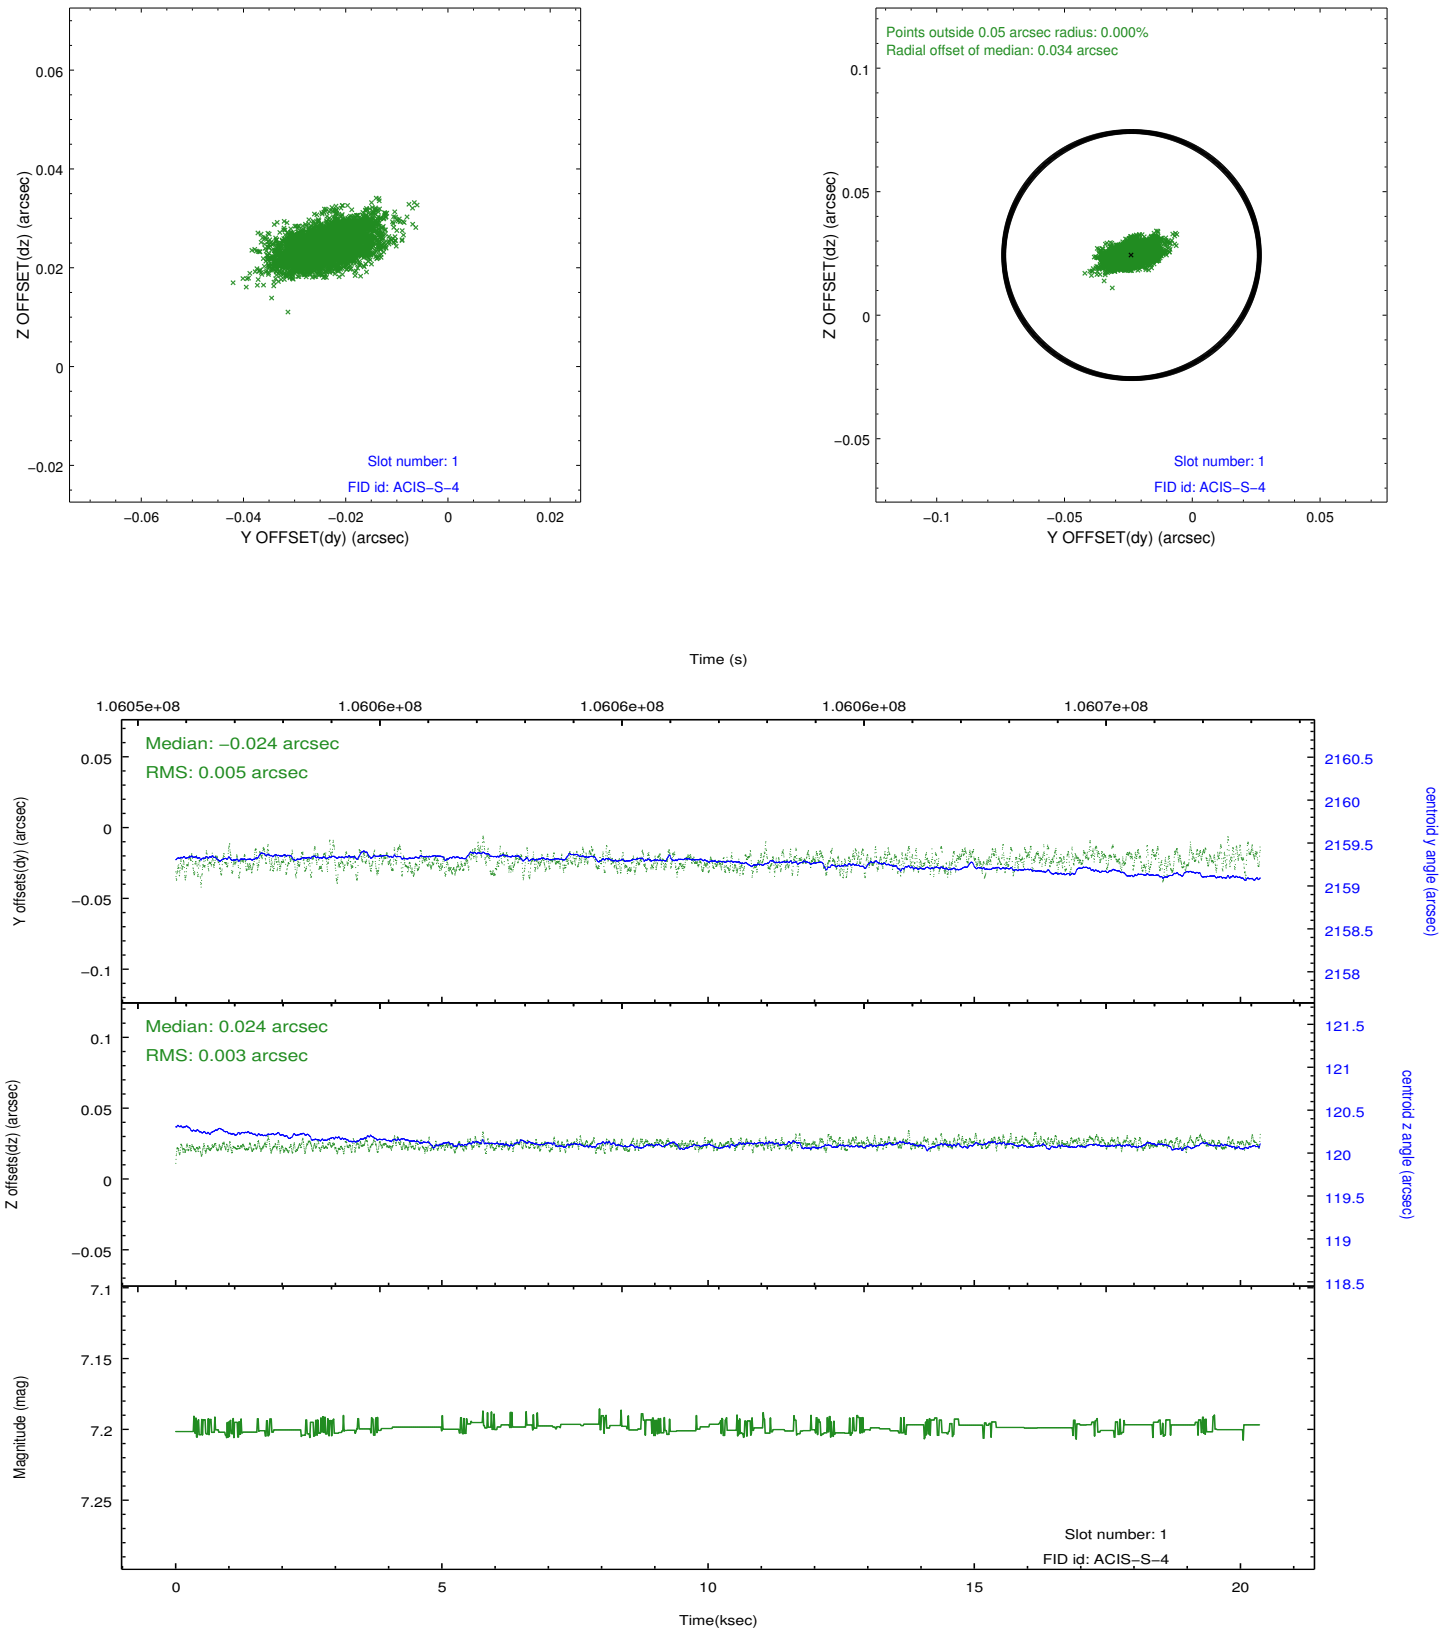 0.06
0.04
0.02
0
−0.02
Z OFFSET(dz) (arcsec)
Slot number: 1
FID id: ACIS−S−4
−0.06
−0.04
−0.02
0
0.02
Y OFFSET(dy) (arcsec)
Points outside 0.05 arcsec radius: 0.000%
Radial offset of median: 0.034 arcsec
0.1
0.05
0
−0.05
Z OFFSET(dz) (arcsec)
Slot number: 1
FID id: ACIS−S−4
−0.1
−0.05
0
0.05
Y OFFSET(dy) (arcsec)
Time (s)
1.0605e+08
1.0606e+08
1.0606e+08
1.0606e+08
1.0607e+08
Median: −0.024 arcsec
RMS: 0.005 arcsec
0.05
0
−0.05
−0.1
Y offsets(dy) (arcsec)
2160.5
2160
2159.5
2159
2158.5
2158
centroid y angle (arcsec)
Median: 0.024 arcsec
RMS: 0.003 arcsec
0.1
0.05
0
−0.05
Z offsets(dz) (arcsec)
121.5
121
120.5
120
119.5
119
118.5
centroid z angle (arcsec)
7.1
7.15
7.2
7.25
Magnitude (mag)
Slot number: 1
FID id: ACIS−S−4
0
5
10
15
20
Time(ksec)